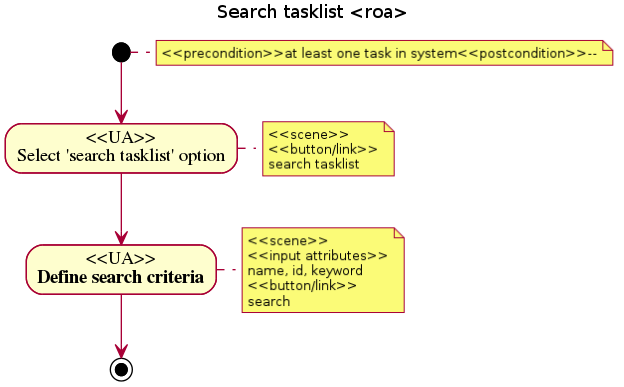 Search tasklist <roa>
<<precondition>>at least one task in system<<postcondition>>--
<<UA>>
Select 'search tasklist' option
<<scene>>
<<button/link>>
search tasklist
<<UA>>
Define search criteria
<<scene>>
<<input attributes>>
name, id, keyword
<<button/link>>
search